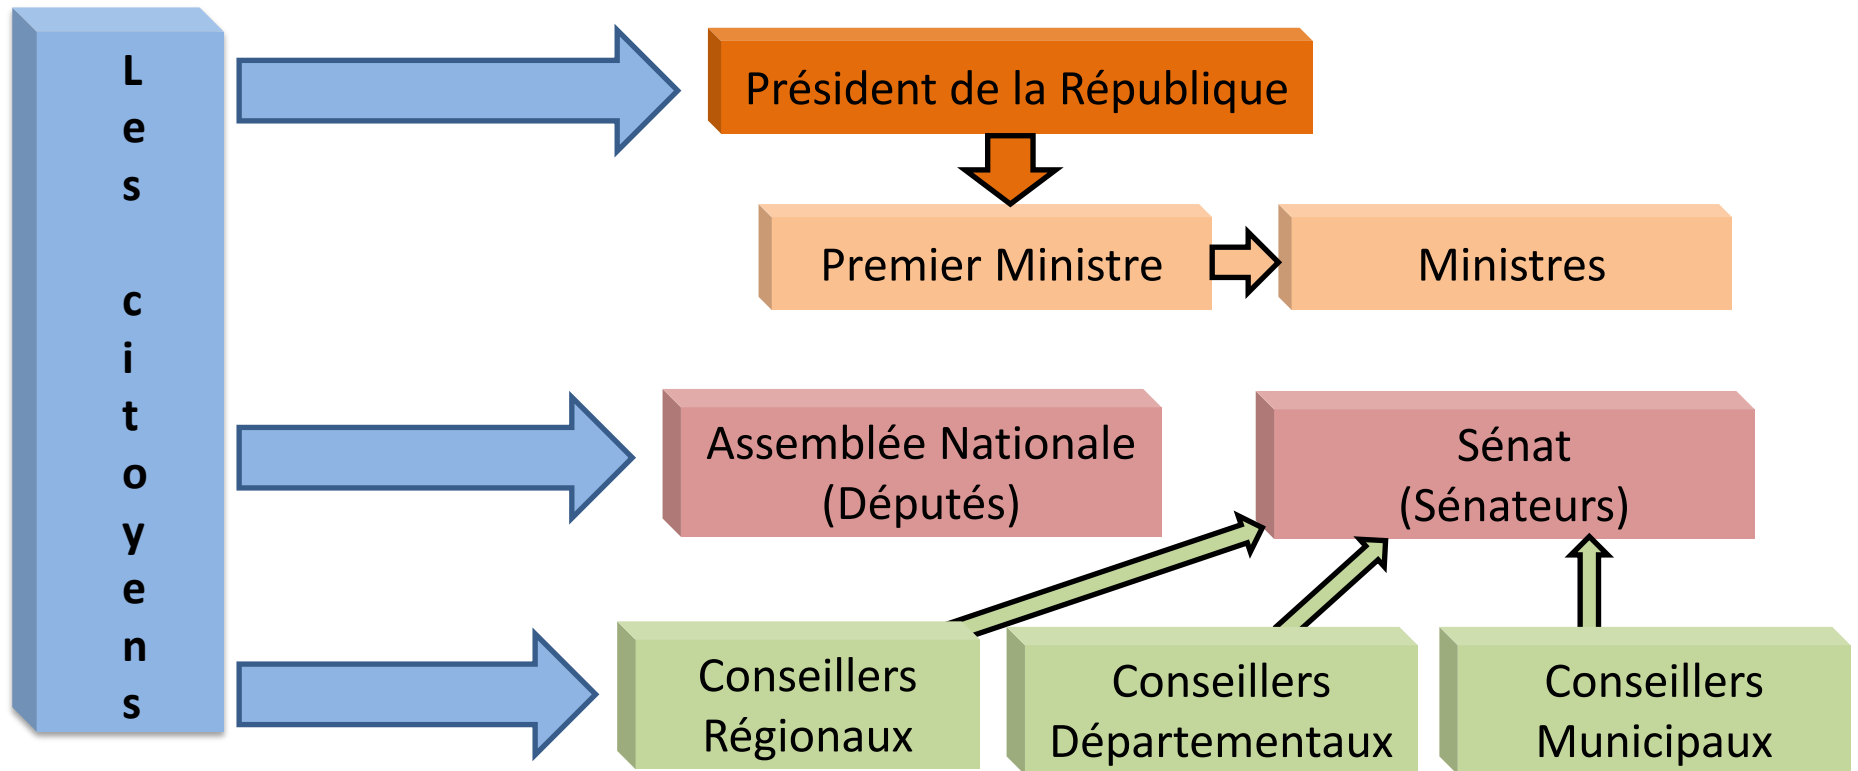 Les citoyens
Président de la République
Premier Ministre
Ministres
Assemblée Nationale
(Députés)
Sénat
(Sénateurs)
Conseillers
Régionaux
Conseillers
Départementaux
Conseillers
Municipaux